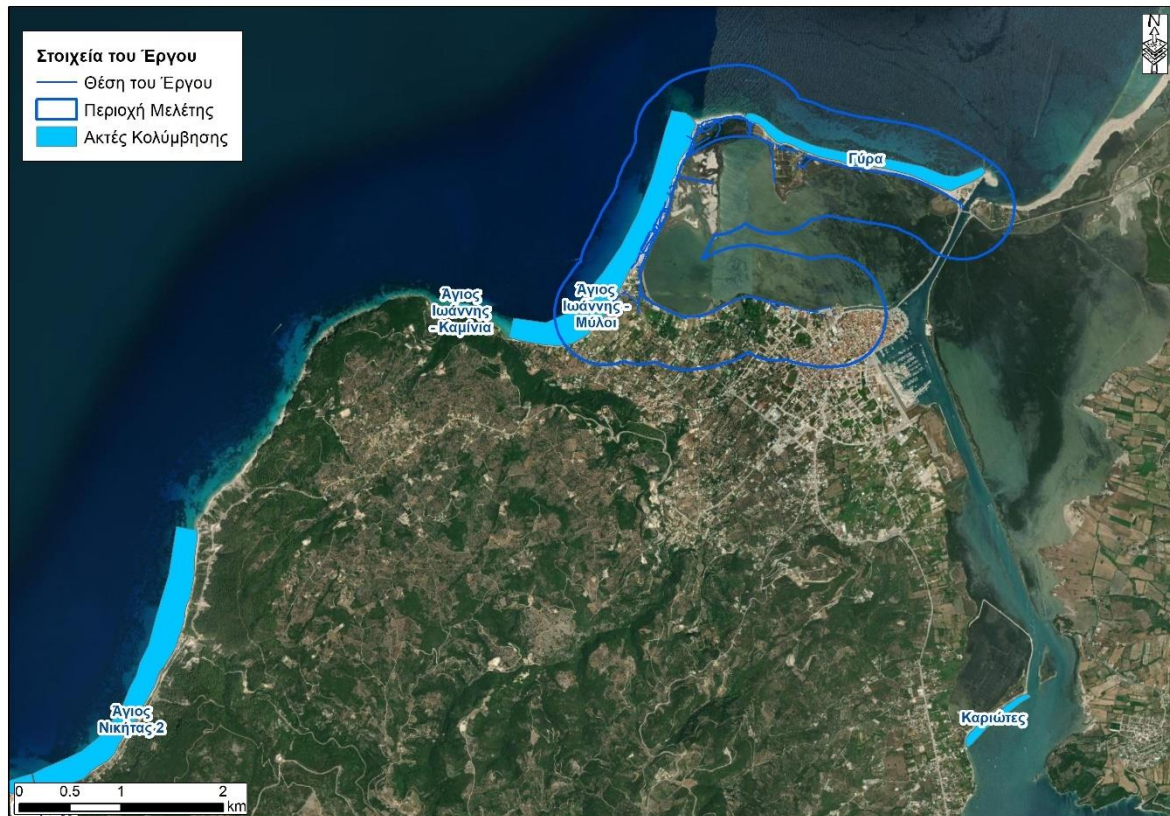 Στοιχεία του Έργου
Θέση του Έργου
Περιοχή Μελέτης
Ακτές Κολύμβησης
N
Γύρα
Άγιος
Ιωάννης
- Καμίνια
Άγιος
Ιωάννης -
Μύλοι
Άγιος
Νικήτας 2
Καριώτες
0 0.5 1 2
km